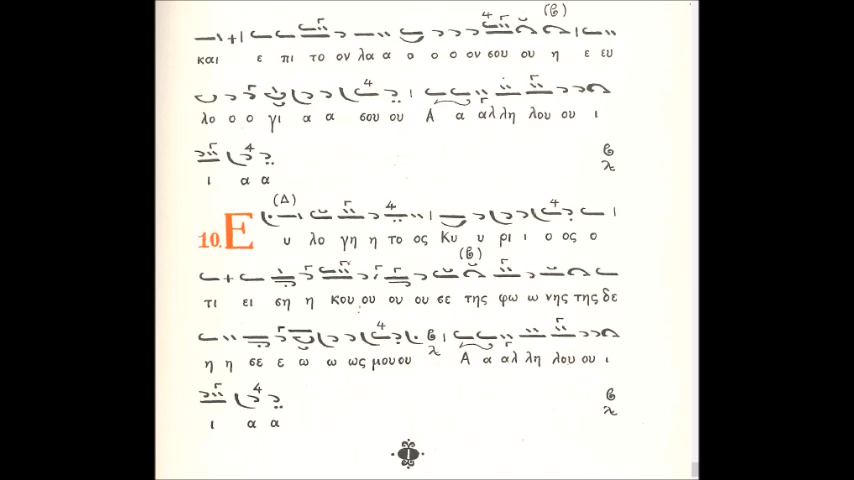 και ε πι το ον λα α ο ο ο ον σου ου η ε ευ
λο ο ο γι α α σου ου Α α αλ λη λου ου ι
ι α α
10. Ε υ λο γη η το ος Κυ υ ρι ι ο ος ο
τι ει ση η κου ου ου ου σε της φω ω νης της δε
η η σε ε ω ω ως μου ου Α α αλ λη λου ου ι
ι α α